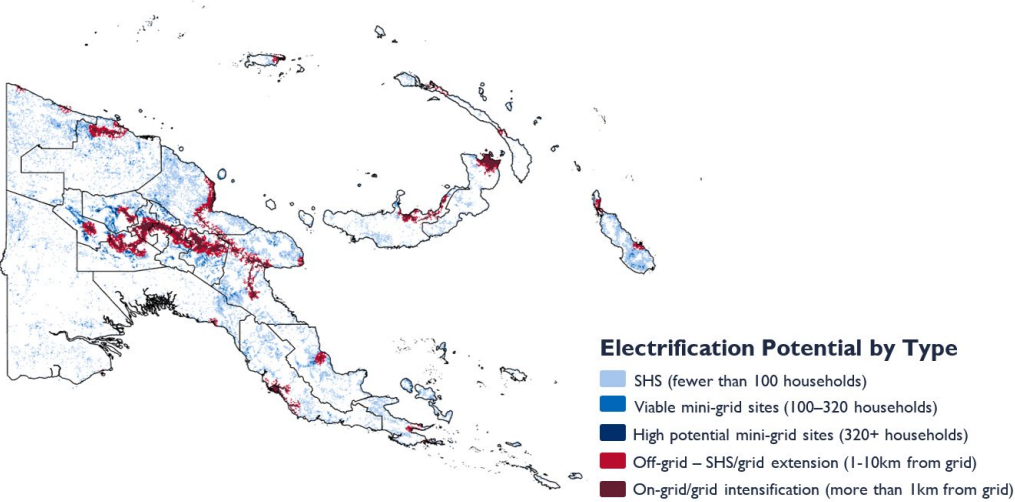 Electrification Potential by Type
SHS (fewer than 100 households)
Viable mini-grid sites (100–320 households)
High potential mini-grid sites (320+ households)
Off-grid – SHS/grid extension (1-10km from grid)
On-grid/grid intensification (more than 1km from grid)